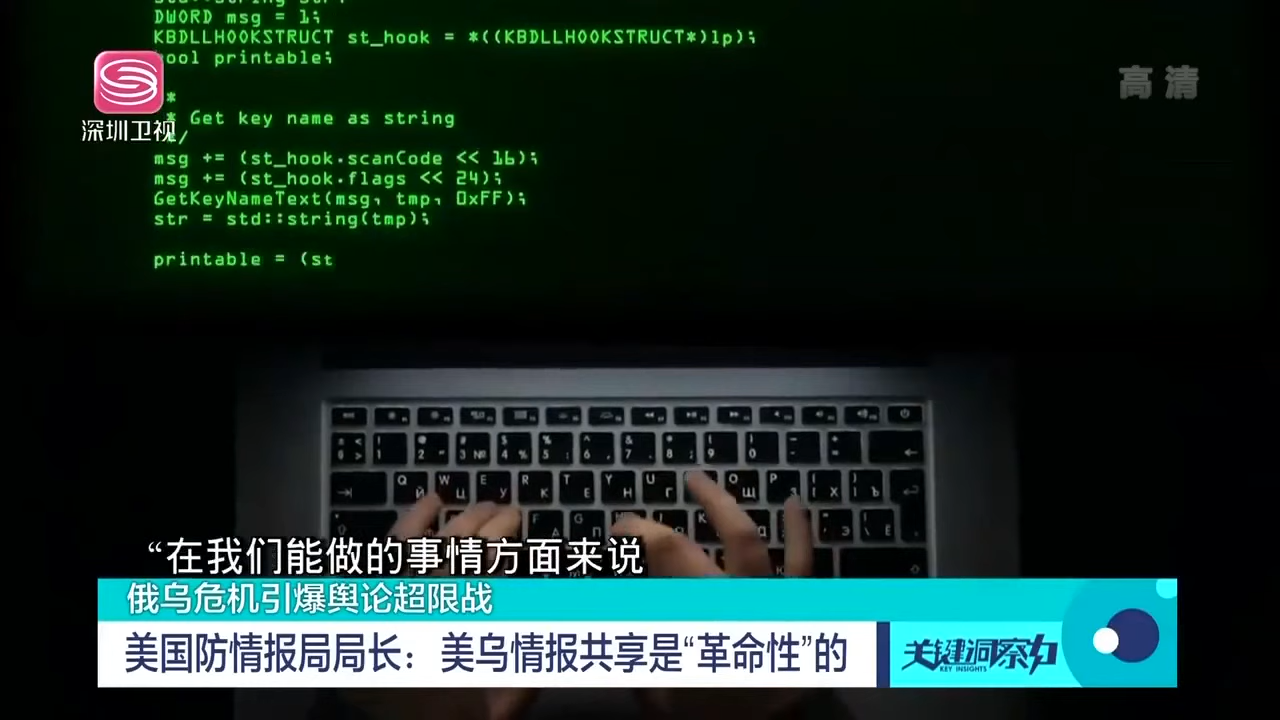 DWORD msg = 1;
KBDLLHOOKSTRUCT st_hook = *((KBDLLHOOKSTRUCT*)lp);
ool printable;
高清
深圳卫视
*
* Get key name as string
*/
msg += (st_hook.scanCode << 16);
msg += (st_hook.flags << 24);
GetKeyNameText(msg, tmp, 0xFF);
str = std::string(tmp);
printable = (st
“在我们能做的事情方面来说
俄乌危机引爆舆论超限战
美国防情报局局长：美乌情报共享是“革命性”的
关键洞察力
KEY INSIGHTS